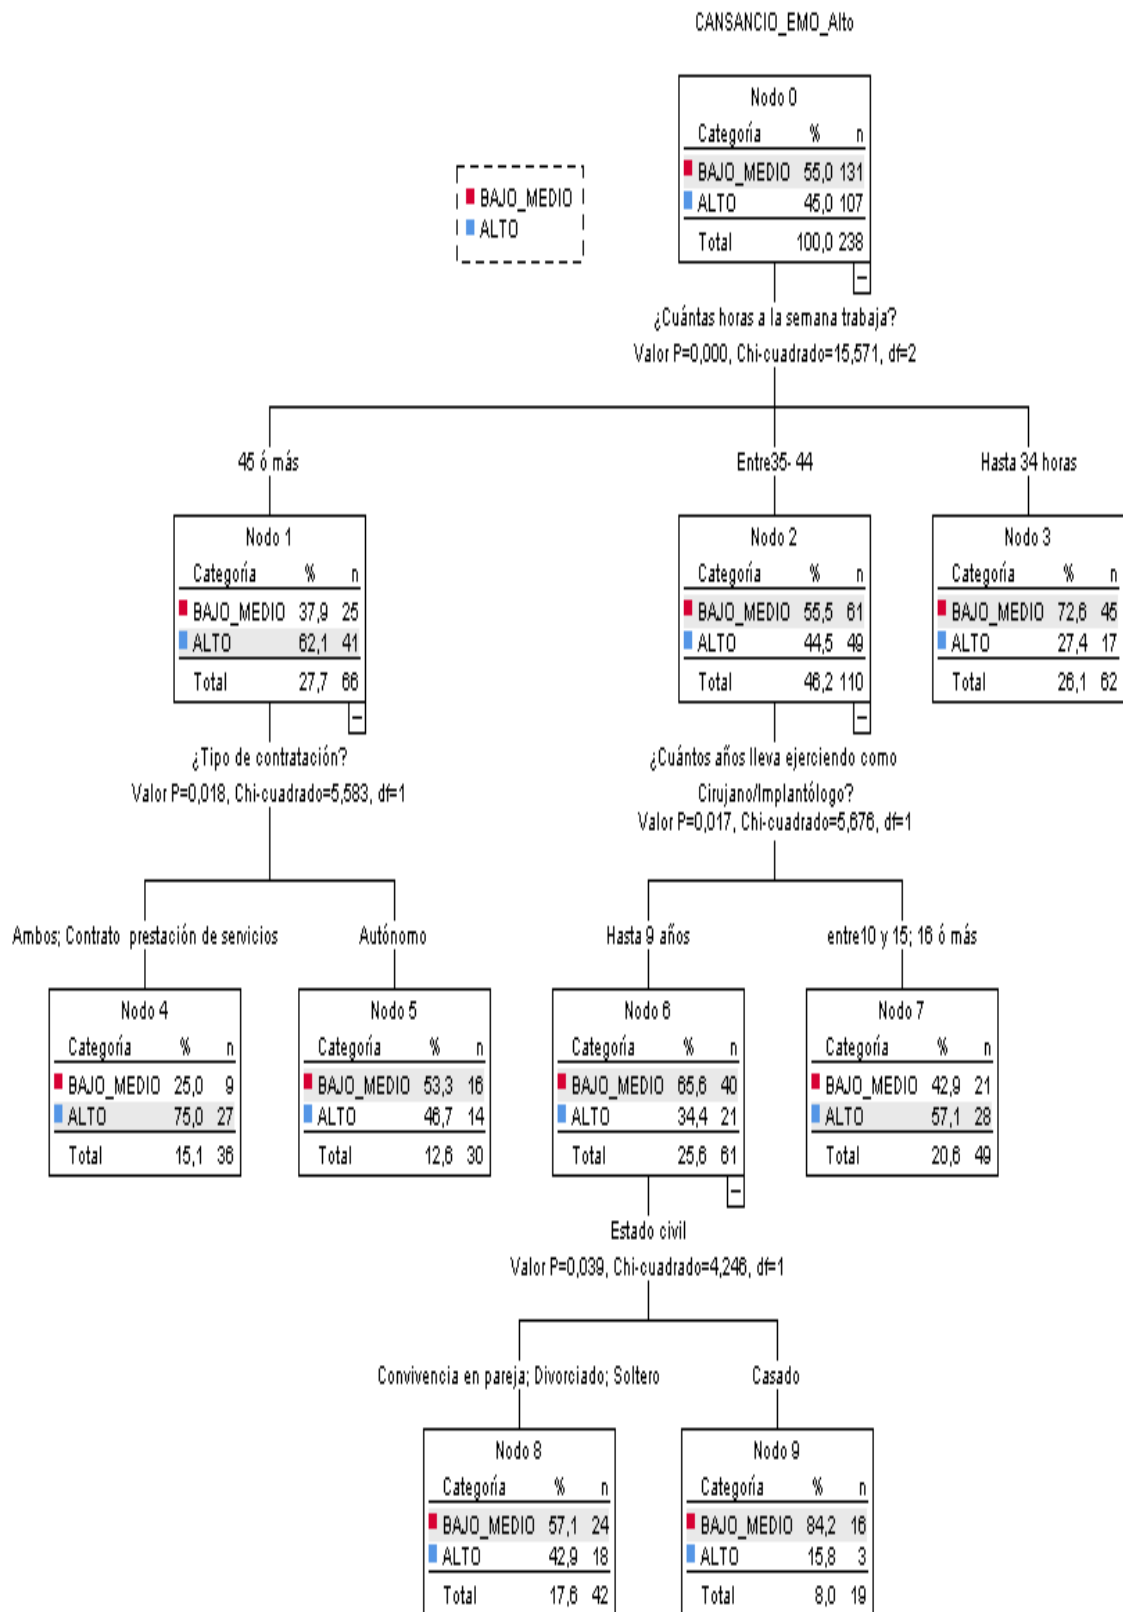 CANSANCIO_EMO_Alto
Nodo 0
Categoría % n
BAJO_MEDIO 55,0 131
ALTO 45,0 107
Total 100,0 238
BAJO_MEDIO
ALTO
¿Cuántas horas a la semana trabaja?
Valor P=0,000, Chi-cuadrado=15,571, df=2
45 ó más
Entre35- 44
Hasta 34 horas
Nodo 1
Categoría % n
BAJO_MEDIO 37,9 25
ALTO 62,1 41
Total 27,7 66
Nodo 2
Categoría % n
BAJO_MEDIO 55,5 61
ALTO 44,5 49
Total 46,2 110
Nodo 3
Categoría % n
BAJO_MEDIO 72,6 45
ALTO 27,4 17
Total 26,1 62
¿Tipo de contratación?
Valor P=0,018, Chi-cuadrado=5,583, df=1
¿Cuántos años lleva ejerciendo como
Cirujano/Implantólogo?
Valor P=0,017, Chi-cuadrado=5,676, df=1
Ambos; Contrato prestación de servicios
Autónomo
Hasta 9 años
entre10 y 15; 16 ó más
Nodo 4
Categoría % n
BAJO_MEDIO 25,0 9
ALTO 75,0 27
Total 15,1 36
Nodo 5
Categoría % n
BAJO_MEDIO 53,3 16
ALTO 46,7 14
Total 12,6 30
Nodo 6
Categoría % n
BAJO_MEDIO 65,6 40
ALTO 34,4 21
Total 25,6 61
Nodo 7
Categoría % n
BAJO_MEDIO 42,9 21
ALTO 57,1 28
Total 20,6 49
Estado civil
Valor P=0,039, Chi-cuadrado=4,246, df=1
Convivencia en pareja; Divorciado; Soltero
Casado
Nodo 8
Categoría % n
BAJO_MEDIO 57,1 24
ALTO 42,9 18
Total 17,6 42
Nodo 9
Categoría % n
BAJO_MEDIO 84,2 16
ALTO 15,8 3
Total 8,0 19